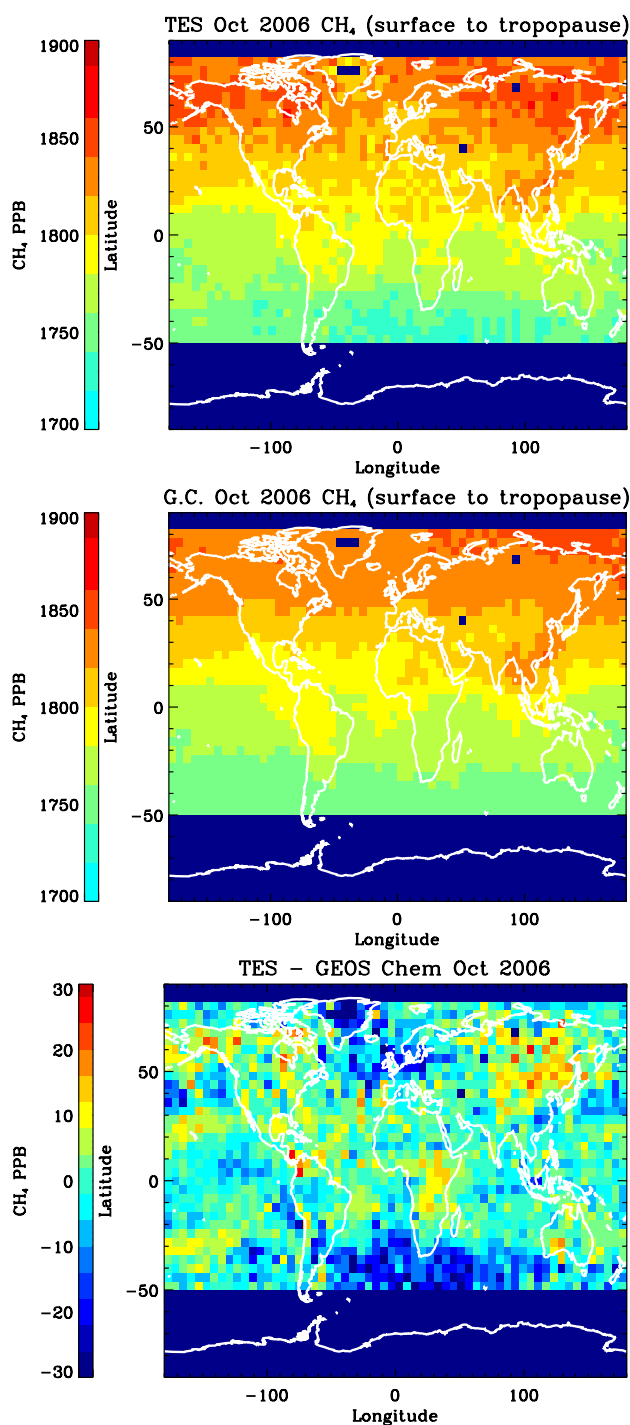 TES Oct 2006 CH₄ (surface to tropopause)
1900
1850
1800
1750
1700
CH₄ PPB
Latitude
50
0
−50
−100 0 100
Longitude
G.C. Oct 2006 CH₄ (surface to tropopause)
1900
1850
1800
1750
1700
CH₄ PPB
Latitude
50
0
−50
−100 0 100
Longitude
TES − GEOS Chem Oct 2006
30
20
10
0
−10
−20
−30
CH₄ PPB
Latitude
50
0
−50
−100 0 100
Longitude